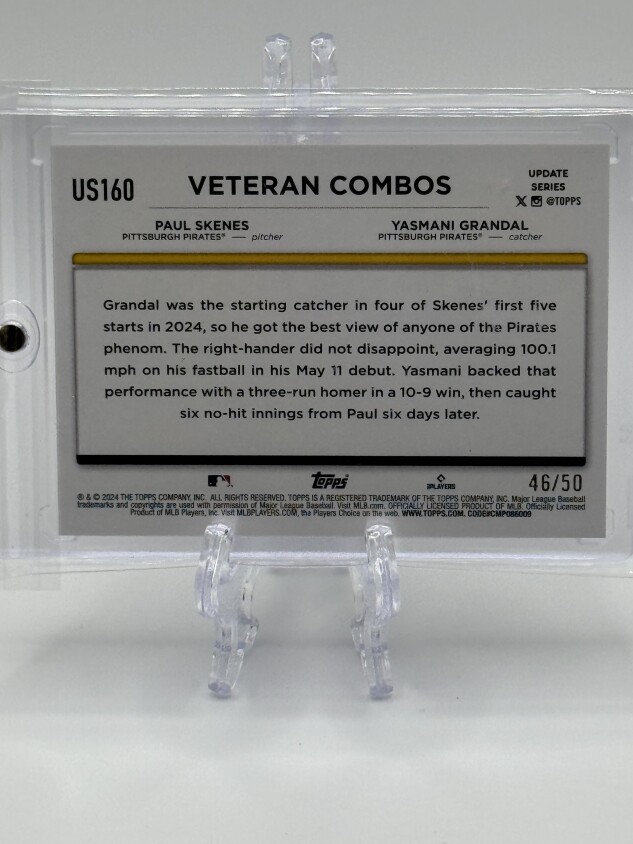 US160
VETERAN COMBOS
UPDATE
SERIES
@TOPPS
PAUL SKENES
PITTSBURGH PIRATES® — pitcher
YASMANI GRANDAL
PITTSBURGH PIRATES® — catcher
Grandal was the starting catcher in four of Skenes' first five
starts in 2024, so he got the best view of anyone of the Pirates
phenom. The right-hander did not disappoint, averaging 100.1
mph on his fastball in his May 11 debut. Yasmani backed that
performance with a three-run homer in a 10-9 win, then caught
six no-hit innings from Paul six days later.
Topps
PLAYERS
46/50
® & © 2024 THE TOPPS COMPANY, INC. ALL RIGHTS RESERVED. TOPPS IS A REGISTERED TRADEMARK OF THE TOPPS COMPANY, INC. Major League Baseball
trademarks and copyrights are used with permission of Major League Baseball. Visit MLB.com. OFFICIALLY LICENSED PRODUCT OF MLB. Officially Licensed
Product of MLB Players, Inc. Visit MLBPLAYERS.COM, the Players Choice on the web. WWW.TOPPS.COM. CODE#CMP086009